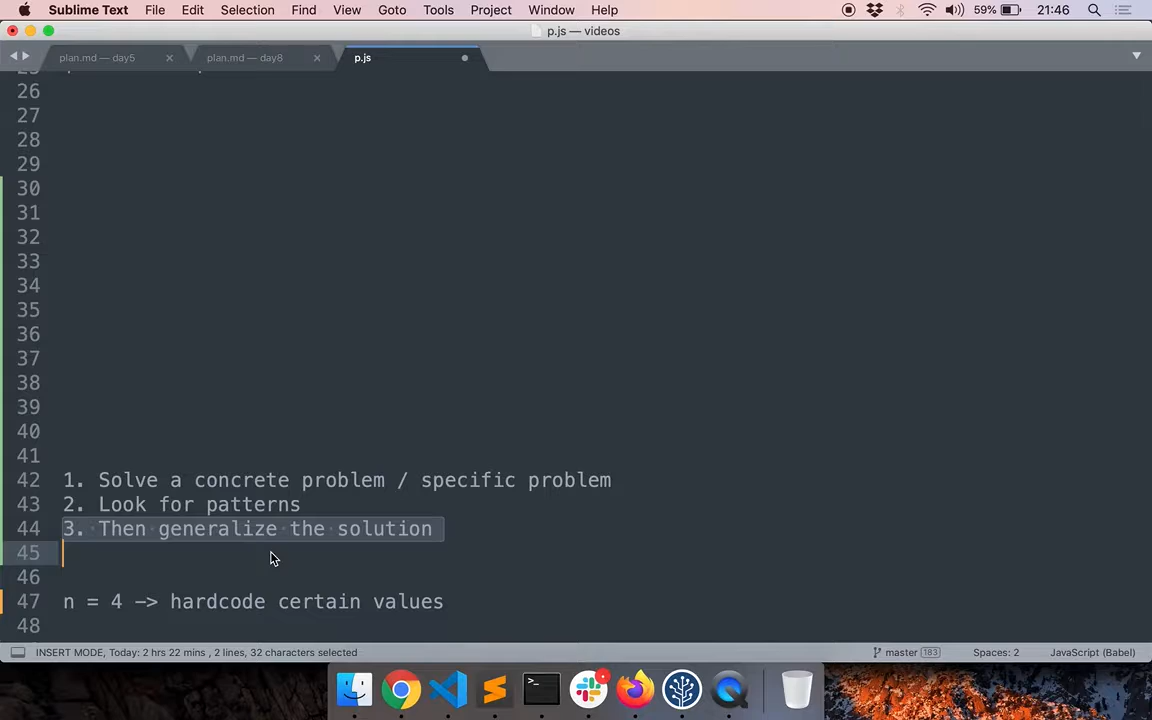 Sublime Text File Edit Selection Find View Goto Tools Project Window Help 59% 21:46
p.js — videos
plan.md — day5 plan.md — day8 p.js
26
27
28
29
30
31
32
33
34
35
36
37
38
39
40
41
42 1. Solve a concrete problem / specific problem
43 2. Look for patterns
44 3. Then generalize the solution
45
46
47 n = 4 -> hardcode certain values
48
INSERT MODE, Today: 2 hrs 22 mins , 2 lines, 32 characters selected master 183 Spaces: 2 JavaScript (Babel)